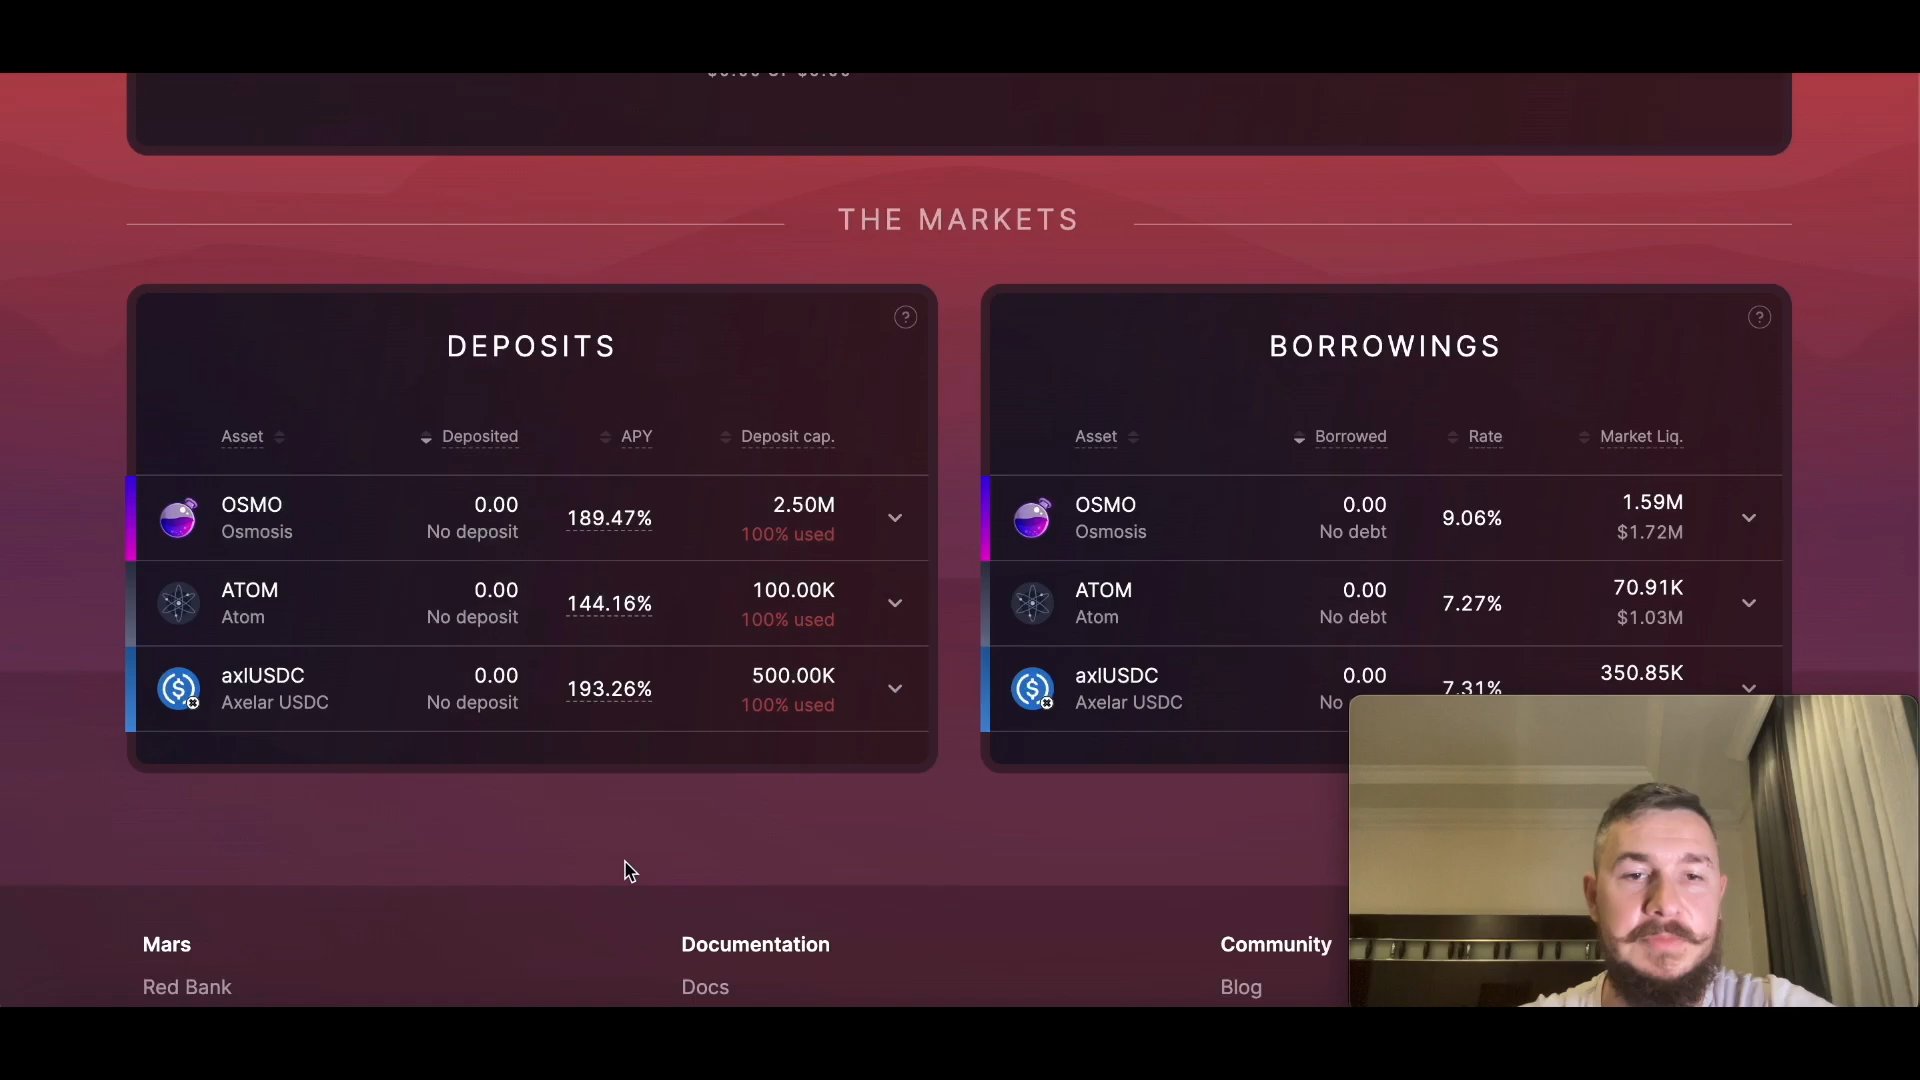 THE MARKETS
DEPOSITS
?
Asset Deposited APY Deposit cap.
OSMO 0.00 189.47% 2.50M
Osmosis No deposit 100% used
ATOM 0.00 144.16% 100.00K
Atom No deposit 100% used
axlUSDC 0.00 193.26% 500.00K
Axelar USDC No deposit 100% used
BORROWINGS
?
Asset Borrowed Rate Market Liq.
OSMO 0.00 9.06% 1.59M
Osmosis No debt $1.72M
ATOM 0.00 7.27% 70.91K
Atom No debt $1.03M
axlUSDC 0.00 7.31% 350.85K
Axelar USDC No
Mars Documentation Community
Red Bank Docs Blog